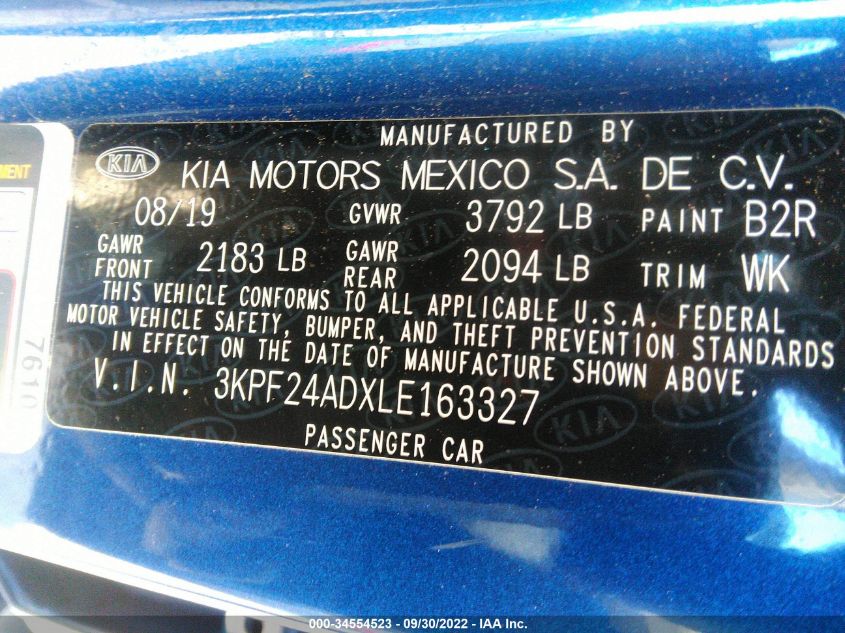 MANUFACTURED BY
KIA KIA MOTORS MEXICO S.A. DE C.V.
08/19 GVWR 3792 LB PAINT B2R
GAWR FRONT 2183 LB GAWR REAR 2094 LB TRIM WK
THIS VEHICLE CONFORMS TO ALL APPLICABLE U.S.A. FEDERAL
MOTOR VEHICLE SAFETY, BUMPER, AND THEFT PREVENTION STANDARDS
IN EFFECT ON THE DATE OF MANUFACTURE SHOWN ABOVE.
V.I.N. 3KPF24ADXLE163327
PASSENGER CAR
7610
000-34554523 - 09/30/2022 - IAA Inc.